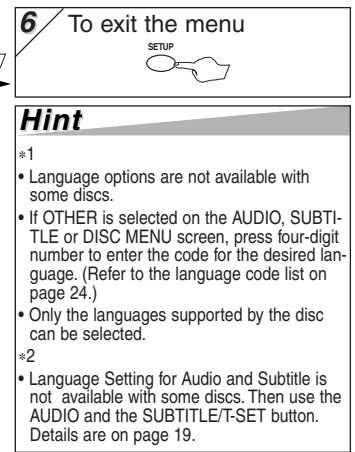 6 To exit the menu
SETUP
Hint
*1
• Language options are not available with
some discs.
• If OTHER is selected on the AUDIO, SUBTI-
TLE or DISC MENU screen, press four-digit
number to enter the code for the desired lan-
guage. (Refer to the language code list on
page 24.)
• Only the languages supported by the disc
can be selected.
*2
• Language Setting for Audio and Subtitle is
not available with some discs. Then use the
AUDIO and the SUBTITLE/T-SET button.
Details are on page 19.